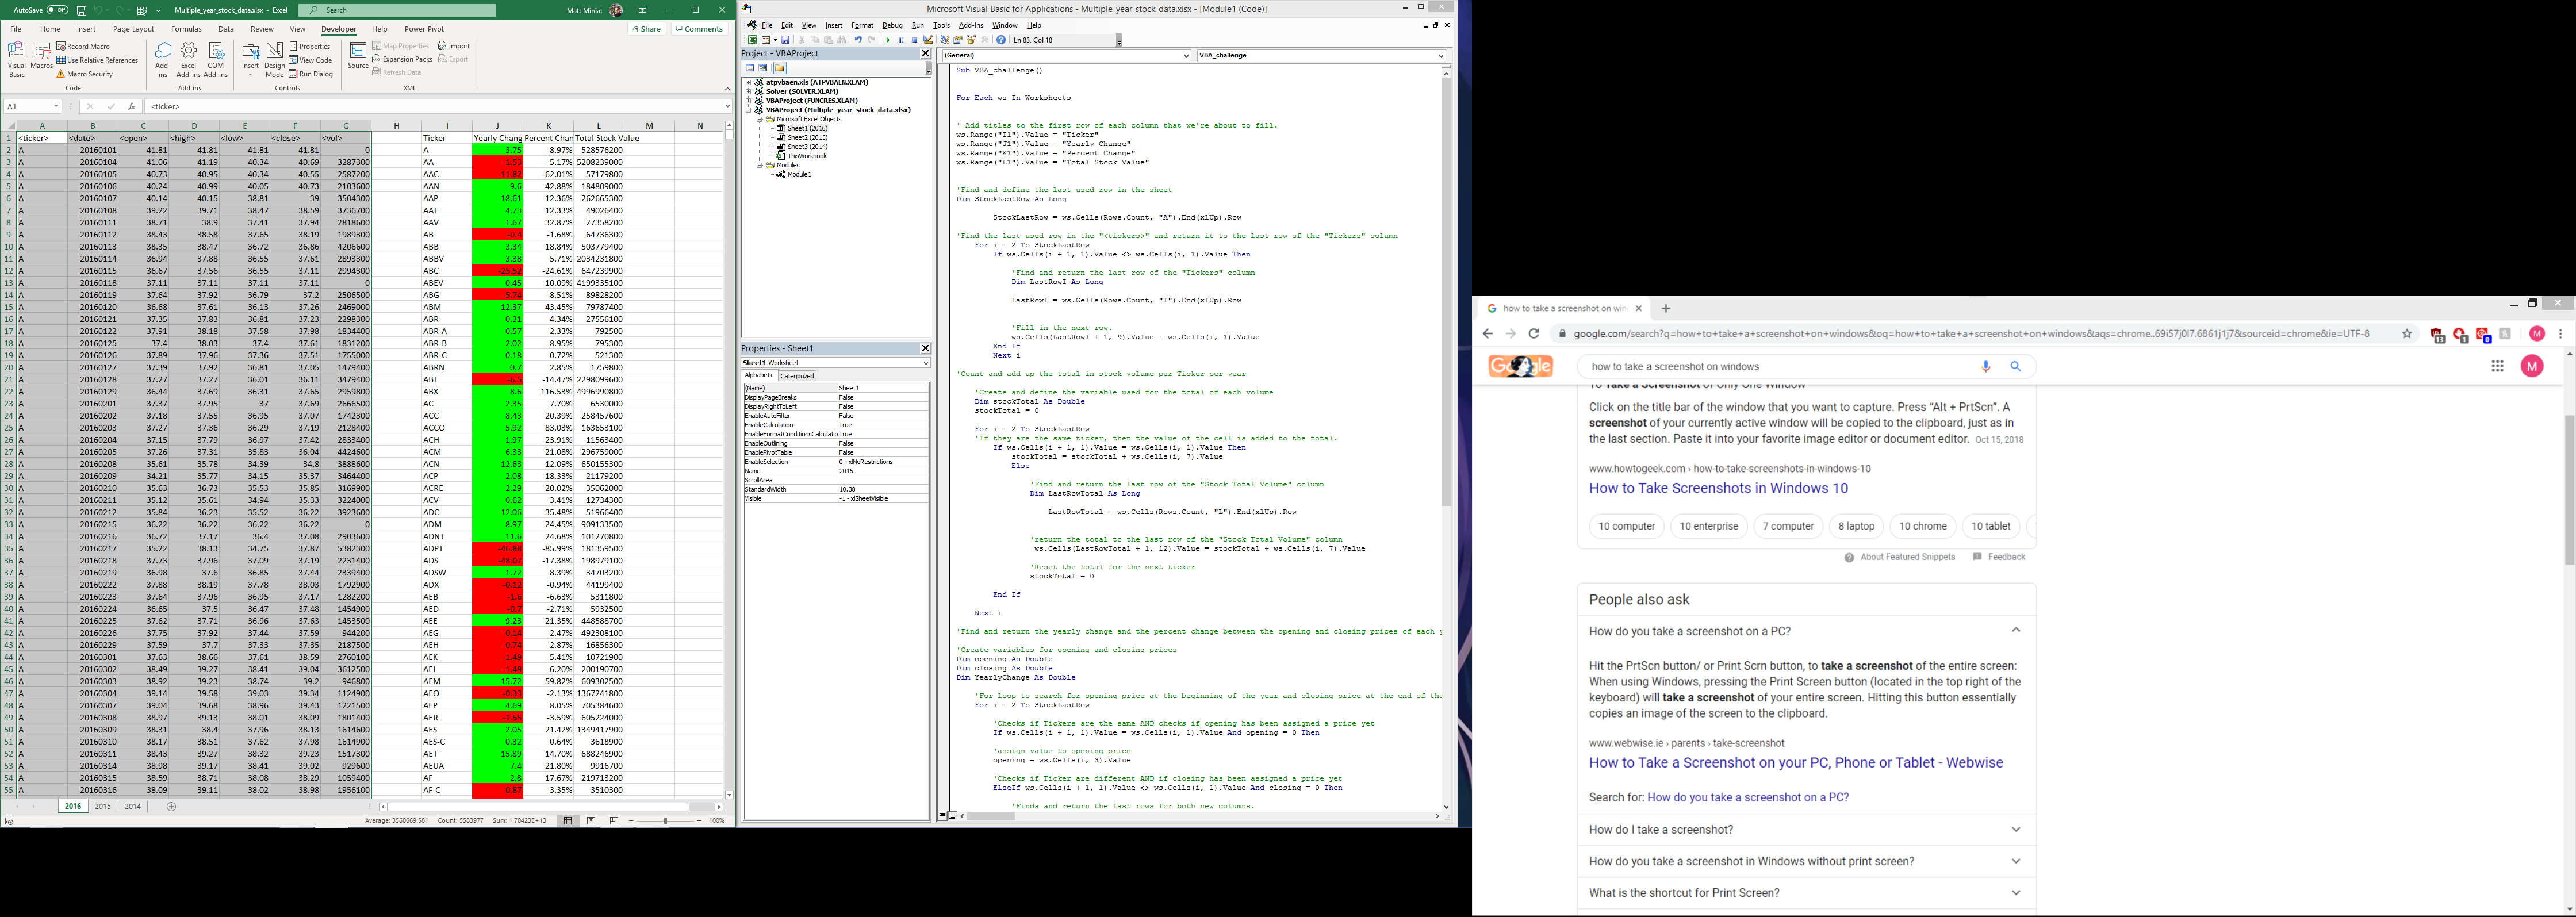 AutoSave Off Multiple_year_stock_data.xlsx - Excel Search Matt Miniat
File Home Insert Page Layout Formulas Data Review View Developer Help Power Pivot Share Comments
Visual Basic Macros Record Macro Use Relative References Macro Security Code
Add-ins Excel Add-ins COM Add-ins Add-ins
Insert Design Mode Properties View Code Run Dialog Controls
Source Map Properties Expansion Packs Refresh Data Import Export XML
A1 fx <ticker>
A B C D E F G H I J K L M N
1 <ticker> <date> <open> <high> <low> <close> <vol> Ticker Yearly Chang Percent Chan Total Stock Value
2 A 20160101 41.81 41.81 41.81 41.81 0 A 3.75 8.97% 528576200
3 A 20160104 41.06 41.19 40.34 40.69 3287300 AA -1.53 -5.17% 5208239000
4 A 20160105 40.73 40.95 40.34 40.55 2587200 AAC -11.82 -62.01% 57179800
5 A 20160106 40.24 40.99 40.05 40.73 2103600 AAN 9.6 42.88% 184809000
6 A 20160107 40.14 40.15 38.81 39 3504300 AAP 18.61 12.36% 262665300
7 A 20160108 39.22 39.71 38.47 38.59 3736700 AAT 4.73 12.33% 49026400
8 A 20160111 38.71 38.9 37.41 37.94 2818600 AAV 1.67 32.87% 27358200
9 A 20160112 38.43 38.58 37.65 38.19 1989300 AB -0.4 -1.68% 64736300
10 A 20160113 38.35 38.47 36.72 36.86 4206600 ABB 3.34 18.84% 503779400
11 A 20160114 36.94 37.88 36.55 37.61 2893300 ABBV 3.38 5.71% 2034231800
12 A 20160115 36.67 37.56 36.55 37.11 2994300 ABC -25.52 -24.61% 647239900
13 A 20160118 37.11 37.11 37.11 37.11 0 ABEV 0.45 10.09% 4199335100
14 A 20160119 37.64 37.92 36.79 37.2 2506500 ABG -5.74 -8.51% 89828200
15 A 20160120 36.68 37.61 36.13 37.26 2469000 ABM 12.37 43.45% 79787400
16 A 20160121 37.35 37.83 36.81 37.23 2298300 ABR 0.31 4.34% 27556100
17 A 20160122 37.91 38.18 37.58 37.98 1834400 ABR-A 0.57 2.33% 792500
18 A 20160125 37.4 38.03 37.4 37.61 1831200 ABR-B 2.02 8.95% 795300
19 A 20160126 37.89 37.96 37.36 37.51 1755000 ABR-C 0.18 0.72% 521300
20 A 20160127 37.39 37.92 36.81 37.05 1479400 ABRN 0.7 2.85% 1759800
21 A 20160128 37.27 37.27 36.01 36.11 3479400 ABT -6.5 -14.47% 2298099600
22 A 20160129 36.44 37.69 36.31 37.65 2959800 ABX 8.6 116.53% 4996990800
23 A 20160201 37.37 37.95 37 37.69 2666500 AC 2.35 7.70% 6530000
24 A 20160202 37.18 37.55 36.95 37.07 1742300 ACC 8.43 20.39% 258457600
25 A 20160203 37.27 37.36 36.29 37.19 2128400 ACCO 5.92 83.03% 163653100
26 A 20160204 37.15 37.79 36.97 37.42 2833400 ACH 1.97 23.91% 11563400
27 A 20160205 37.26 37.31 35.83 36.04 4424600 ACM 6.33 21.08% 296759000
28 A 20160208 35.61 35.78 34.39 34.8 3888600 ACN 12.63 12.09% 650155300
29 A 20160209 34.21 35.77 34.15 35.37 3464400 ACP 2.08 18.33% 21179200
30 A 20160210 35.63 36.73 35.53 35.85 3169900 ACRE 2.29 20.02% 35062000
31 A 20160211 35.12 35.61 34.94 35.33 3224000 ACV 0.62 3.41% 12734300
32 A 20160212 35.84 36.23 35.52 36.22 3923600 ADC 12.06 35.48% 51966400
33 A 20160215 36.22 36.22 36.22 36.22 0 ADM 8.97 24.45% 909133500
34 A 20160216 36.72 37.17 36.4 37.08 2903600 ADNT 11.6 24.68% 101270800
35 A 20160217 35.22 38.13 34.75 37.87 5382300 ADPT -46.88 -85.99% 181359500
36 A 20160218 37.73 37.96 37.09 37.19 2231400 ADS -48.07 -17.38% 198979100
37 A 20160219 36.98 37.6 36.85 37.44 2339400 ADSW 1.72 8.39% 34703200
38 A 20160222 37.88 38.19 37.78 38.03 1792900 ADX -0.12 -0.94% 44199400
39 A 20160223 37.64 37.96 36.95 37.17 1282200 AEB -1.6 -6.63% 5311800
40 A 20160224 36.65 37.5 36.47 37.48 1454900 AED -0.7 -2.71% 5932500
41 A 20160225 37.62 37.71 36.96 37.63 1453500 AEE 9.23 21.35% 448588700
42 A 20160226 37.75 37.92 37.44 37.59 944200 AEG -0.14 -2.47% 492308100
43 A 20160229 37.59 37.7 37.33 37.35 2187500 AEH -0.74 -2.87% 16856300
44 A 20160301 37.63 38.66 37.61 38.59 2760100 AEK -1.49 -5.41% 10721900
45 A 20160302 38.49 39.27 38.41 39.04 3612500 AEL -1.49 -6.20% 200190700
46 A 20160303 38.92 39.23 38.74 39.2 946800 AEM 15.72 59.82% 609302500
47 A 20160304 39.14 39.58 39.03 39.34 1124900 AEO -0.33 -2.13% 1367241800
48 A 20160307 39.04 39.68 38.96 39.43 1221500 AEP 4.69 8.05% 705384600
49 A 20160308 38.97 39.13 38.01 38.09 1801400 AER -1.55 -3.59% 605224000
50 A 20160309 38.31 38.4 37.96 38.13 1614600 AES 2.05 21.42% 1349417900
51 A 20160310 38.17 38.51 37.62 37.98 1614900 AES-C 0.32 0.64% 3618900
52 A 20160311 38.43 39.27 38.32 39.23 1517300 AET 15.89 14.70% 688246900
53 A 20160314 38.98 39.17 38.41 39.02 929600 AEUA 7.4 21.80% 9916700
54 A 20160315 38.59 38.71 38.08 38.29 1059400 AF 2.8 17.67% 219713200
55 A 20160316 38.09 39.11 38.02 38.98 1956100 AF-C -0.87 -3.35% 3510300
2016 2015 2014
Average: 3560669.581 Count: 5583977 Sum: 1.70423E+13 100%
Microsoft Visual Basic for Applications - Multiple_year_stock_data.xlsx - [Module1 (Code)]
File Edit View Insert Format Debug Run Tools Add-Ins Window Help
Ln 83, Col 18
Project - VBAProject
atpvbaen.xls (ATPVBAEN.XLAM)
Solver (SOLVER.XLAM)
VBAProject (FUNCRES.XLAM)
VBAProject (Multiple_year_stock_data.xlsx)
Microsoft Excel Objects
Sheet1 (2016)
Sheet2 (2015)
Sheet3 (2014)
ThisWorkbook
Modules
Module1
Properties - Sheet1
Sheet1 Worksheet
Alphabetic Categorized
(Name) Sheet1
DisplayPageBreaks False
DisplayRightToLeft False
EnableAutoFilter False
EnableCalculation True
EnableFormatConditionsCalculatio True
EnableOutlining False
EnablePivotTable False
EnableSelection 0 - xlNoRestrictions
Name 2016
ScrollArea
StandardWidth 10.38
Visible -1 - xlSheetVisible
(General) VBA_challenge
Sub VBA_challenge()
For Each ws In Worksheets
' Add titles to the first row of each column that we're about to fill.
ws.Range("I1").Value = "Ticker"
ws.Range("J1").Value = "Yearly Change"
ws.Range("K1").Value = "Percent Change"
ws.Range("L1").Value = "Total Stock Value"
'Find and define the last used row in the sheet
Dim StockLastRow As Long
StockLastRow = ws.Cells(Rows.Count, "A").End(xlUp).Row
'Find the last used row in the "<tickers>" and return it to the last row of the "Tickers" column
For i = 2 To StockLastRow
If ws.Cells(i + 1, 1).Value <> ws.Cells(i, 1).Value Then
'Find and return the last row of the "Tickers" column
Dim LastRowI As Long
LastRowI = ws.Cells(Rows.Count, "I").End(xlUp).Row
'Fill in the next row.
ws.Cells(LastRowI + 1, 9).Value = ws.Cells(i, 1).Value
End If
Next i
'Count and add up the total in stock volume per Ticker per year
'Create and define the variable used for the total of each volume
Dim stockTotal As Double
stockTotal = 0
For i = 2 To StockLastRow
'If they are the same ticker, then the value of the cell is added to the total.
If ws.Cells(i + 1, 1).Value = ws.Cells(i, 1).Value Then
stockTotal = stockTotal + ws.Cells(i, 7).Value
Else
'Find and return the last row of the "Stock Total Volume" column
Dim LastRowTotal As Long
LastRowTotal = ws.Cells(Rows.Count, "L").End(xlUp).Row
'return the total to the last row of the "Stock Total Volume" column
ws.Cells(LastRowTotal + 1, 12).Value = stockTotal + ws.Cells(i, 7).Value
'Reset the total for the next ticker
stockTotal = 0
End If
Next i
'Find and return the yearly change and the percent change between the opening and closing prices of each y
'Create variables for opening and closing prices
Dim opening As Double
Dim closing As Double
Dim YearlyChange As Double
'For loop to search for opening price at the beginning of the year and closing price at the end of the
For i = 2 To StockLastRow
'Checks if Tickers are the same AND checks if opening has been assigned a price yet
If ws.Cells(i + 1, 1).Value = ws.Cells(i, 1).Value And opening = 0 Then
'assign value to opening price
opening = ws.Cells(i, 3).Value
'Checks if Ticker are different AND if closing has been assigned a price yet
ElseIf ws.Cells(i + 1, 1).Value <> ws.Cells(i, 1).Value And closing = 0 Then
'Finda and return the last rows for both new columns.
how to take a screenshot on win
google.com/search?q=how+to+take+a+screenshot+on+windows&oq=how+to+take+a+screenshot+on+windows&aqs=chrome..69i57j0l7.6861j1j7&sourceid=chrome&ie=UTF-8 13 1 0 M
Google how to take a screenshot on windows M
To Take a Screenshot of Only One Window
Click on the title bar of the window that you want to capture. Press "Alt + PrtScn". A
screenshot of your currently active window will be copied to the clipboard, just as in
the last section. Paste it into your favorite image editor or document editor. Oct 15, 2018
www.howtogeek.com › how-to-take-screenshots-in-windows-10
How to Take Screenshots in Windows 10
10 computer 10 enterprise 7 computer 8 laptop 10 chrome 10 tablet
About Featured Snippets Feedback
People also ask
How do you take a screenshot on a PC?
Hit the PrtScn button/ or Print Scrn button, to take a screenshot of the entire screen:
When using Windows, pressing the Print Screen button (located in the top right of the
keyboard) will take a screenshot of your entire screen. Hitting this button essentially
copies an image of the screen to the clipboard.
www.webwise.ie › parents › take-screenshot
How to Take a Screenshot on your PC, Phone or Tablet - Webwise
Search for: How do you take a screenshot on a PC?
How do I take a screenshot?
How do you take a screenshot in Windows without print screen?
What is the shortcut for Print Screen?